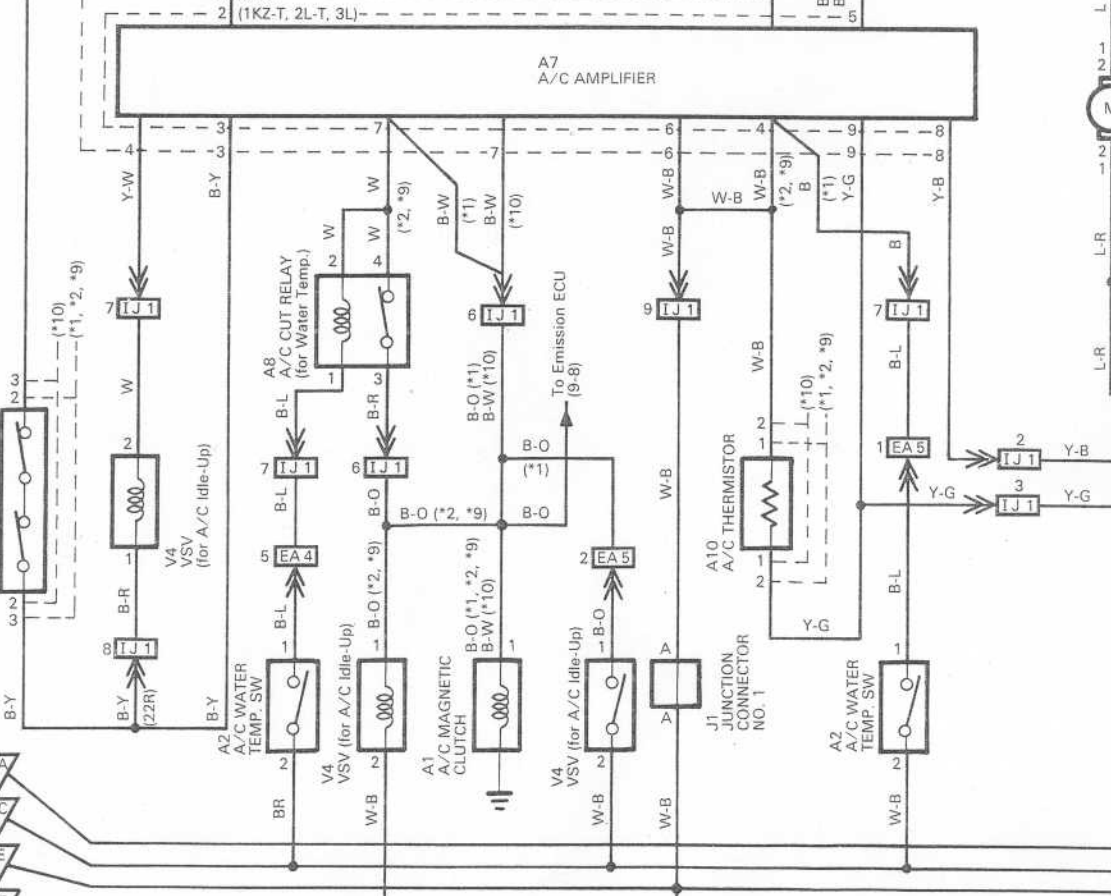 2 (1KZ-T, 2L-T, 3L)
5
A7
A/C AMPLIFIER
1
2
M
2
1
3
7
6
4
9
8
4
3
7
6
9
8
Y-W
B-Y
W
(*2, *9)
B-W
(*1)
B-W
(*10)
W-B
W-B
W-B
(*2, *9)
B
(*1)
Y-G
Y-B
W
W
W-B
B
L-R
2
4
A8
A/C CUT RELAY
(for Water Temp.)
1
3
(*10)
(*1, *2, *9)
7 IJ 1
6 IJ 1
9 IJ 1
7 IJ 1
To Emission ECU
(9-8)
W
B-L
B-R
B-O (*1)
B-W (*10)
W-B
B-L
L-R
3
2
2
1
(*10)
(*1, *2, *9)
2
V4
VSV
(for A/C Idle-Up)
1
7 IJ 1
6 IJ 1
B-O
(*1)
A10
A/C THERMISTOR
1
2
1 EA 5
2
IJ 1
Y-B
Y-G
3
IJ 1
Y-G
B-L
B-O
B-O (*2, *9)
B-O
W-B
5 EA 4
2 EA 5
2
3
B-R
B-L
B-O (*2, *9)
B-O (*1, *2, *9)
B-W (*10)
B-O
B-L
Y-G
8 IJ 1
B-Y
B-Y
(22R)
B-Y
1
A2
A/C WATER
TEMP. SW
2
1
V4
VSV (for A/C Idle-Up)
2
1
A1
A/C MAGNETIC
CLUTCH
1
V4
VSV (for A/C Idle-Up)
2
A
A
J1
JUNCTION
CONNECTOR
NO. 1
1
A2
A/C WATER
TEMP. SW
2
BR
W-B
W-B
W-B
W-B
A
C
E